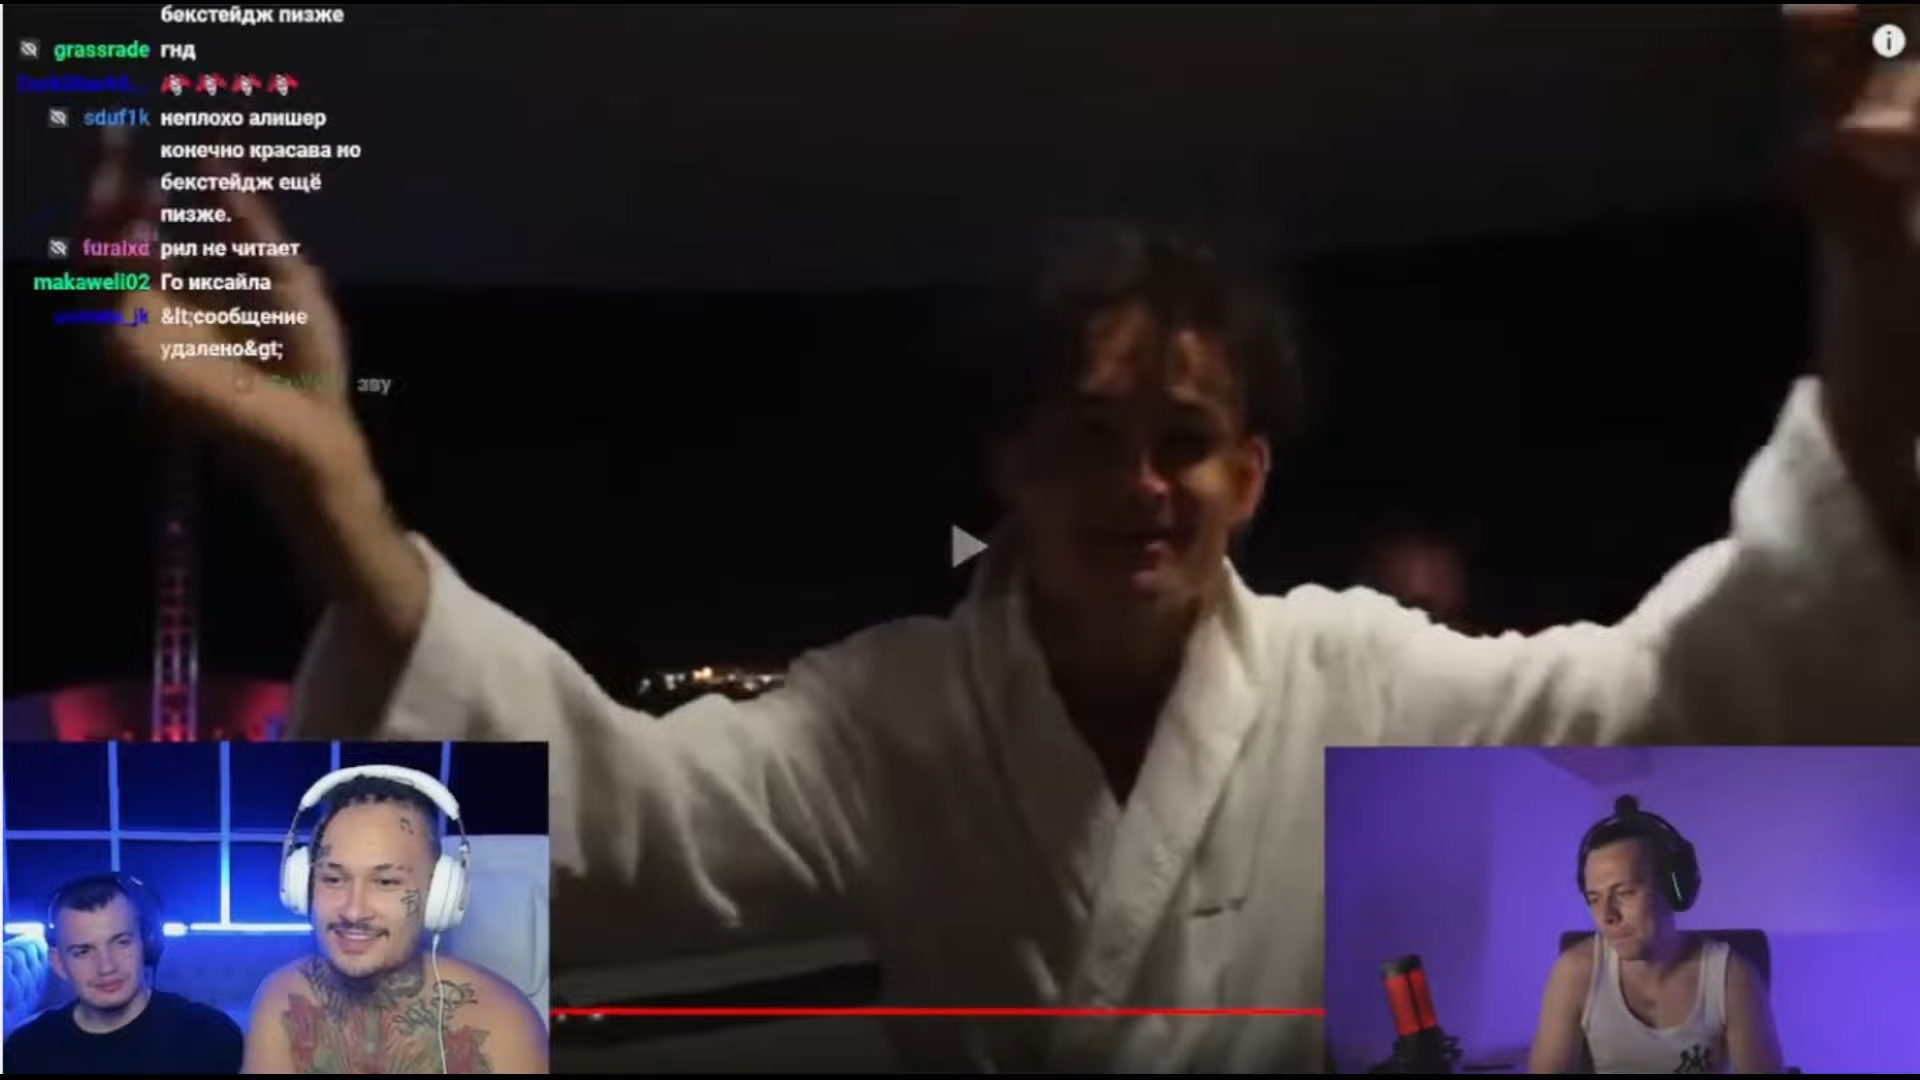 бекстейдж пизже
grassrade гнд
sduf1k неплохо алишер
конечно красава но
бекстейдж ещё
пизже.
furalxd рил не читает
makaweli02 Го иксайла
&lt;сообщение
удалено&gt;
зву